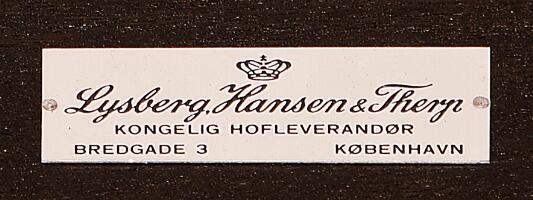 Lysberg, Hansen & Therp
KONGELIG HOFLEVERANDØR
BREDGADE 3 KØBENHAVN